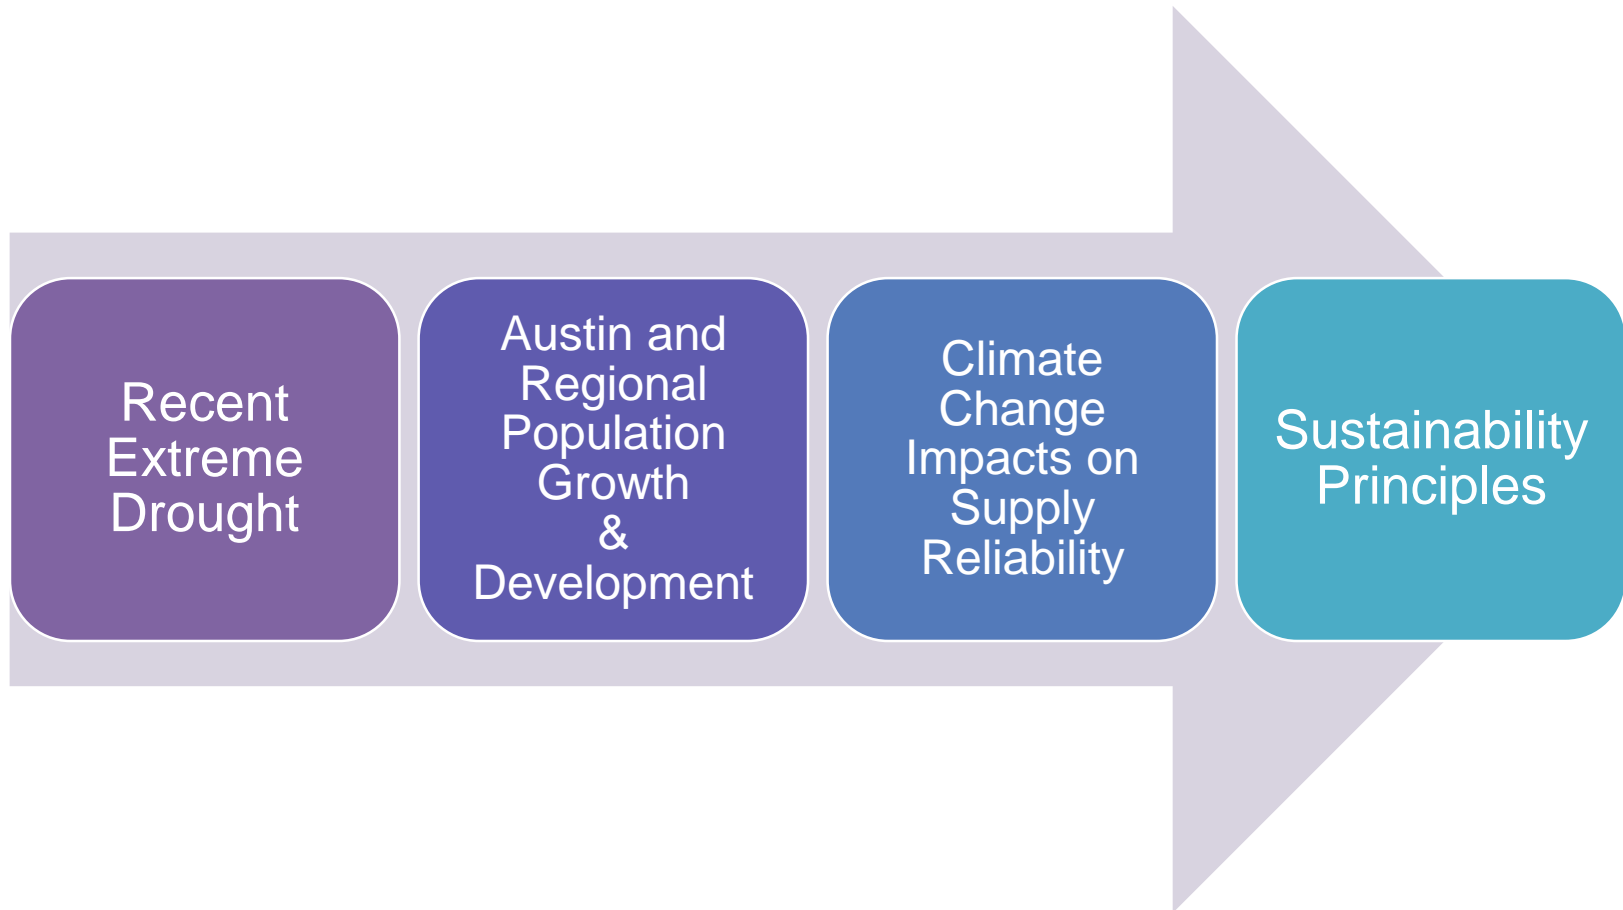 Recent
Extreme
Drought
Austin and
Regional
Population
Growth
&
Development
Climate
Change
Impacts on
Supply
Reliability
Sustainability
Principles